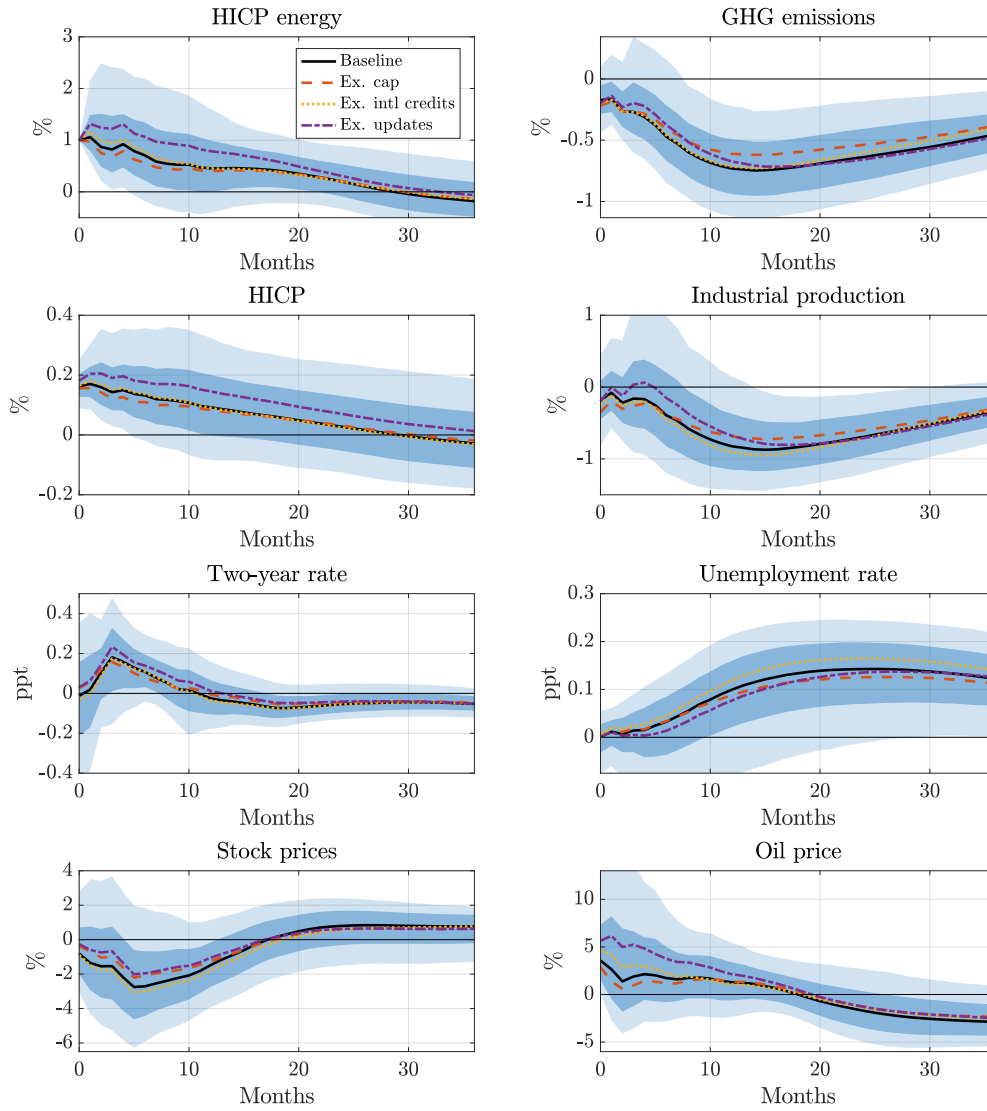 HICP energy
3
2
1
0
%
0 10 20 30
Months
Baseline
Ex. cap
Ex. intl credits
Ex. updates
GHG emissions
0
-0.5
-1
%
0 10 20 30
Months
HICP
0.4
0.2
0
-0.2
%
0 10 20 30
Months
Industrial production
1
0
-1
%
0 10 20 30
Months
Two-year rate
0.4
0.2
0
-0.2
-0.4
ppt
0 10 20 30
Months
Unemployment rate
0.3
0.2
0.1
0
ppt
0 10 20 30
Months
Stock prices
4
2
0
-2
-4
-6
%
0 10 20 30
Months
Oil price
10
5
0
-5
%
0 10 20 30
Months